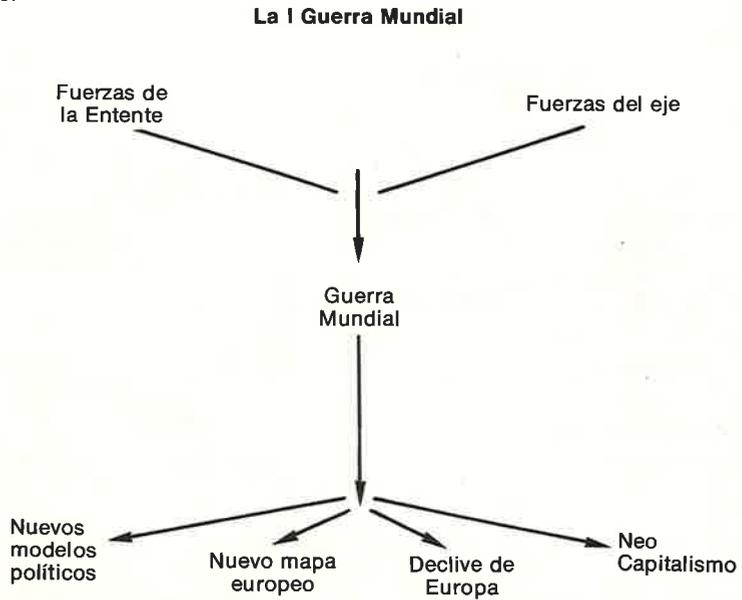 La I Guerra Mundial
Fuerzas de
la Entente
Fuerzas del eje
Guerra
Mundial
Nuevos
modelos
políticos
Nuevo mapa
europeo
Declive de
Europa
Neo
Capitalismo